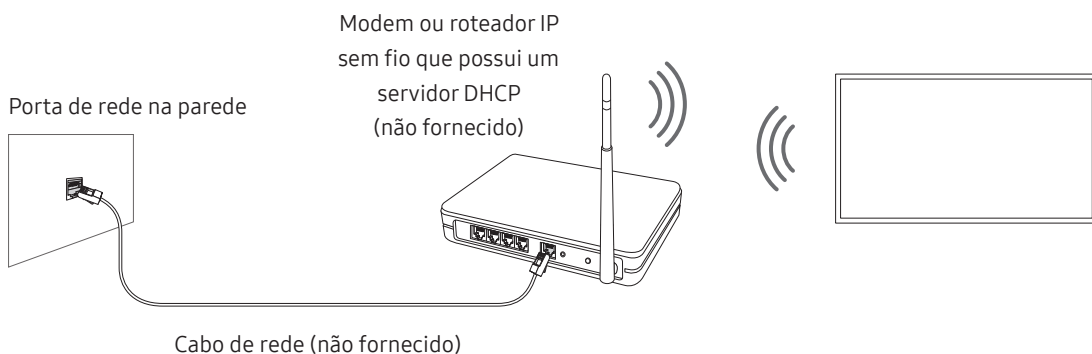 Modem ou roteador IP
sem fio que possui um
servidor DHCP
(não fornecido)
Porta de rede na parede
Cabo de rede (não fornecido)